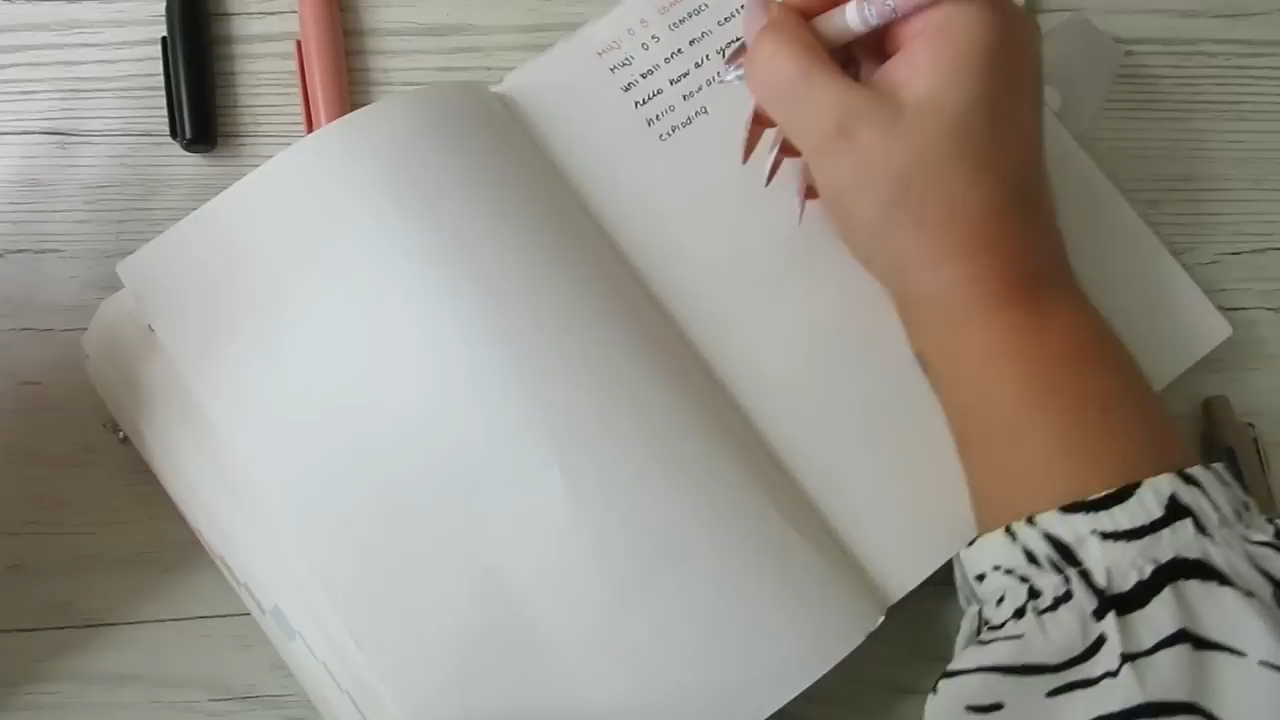 MUJI 0.5 com
MUJI 0.5 compact
uni ball one mini
hello how are you
hello how are
exploding